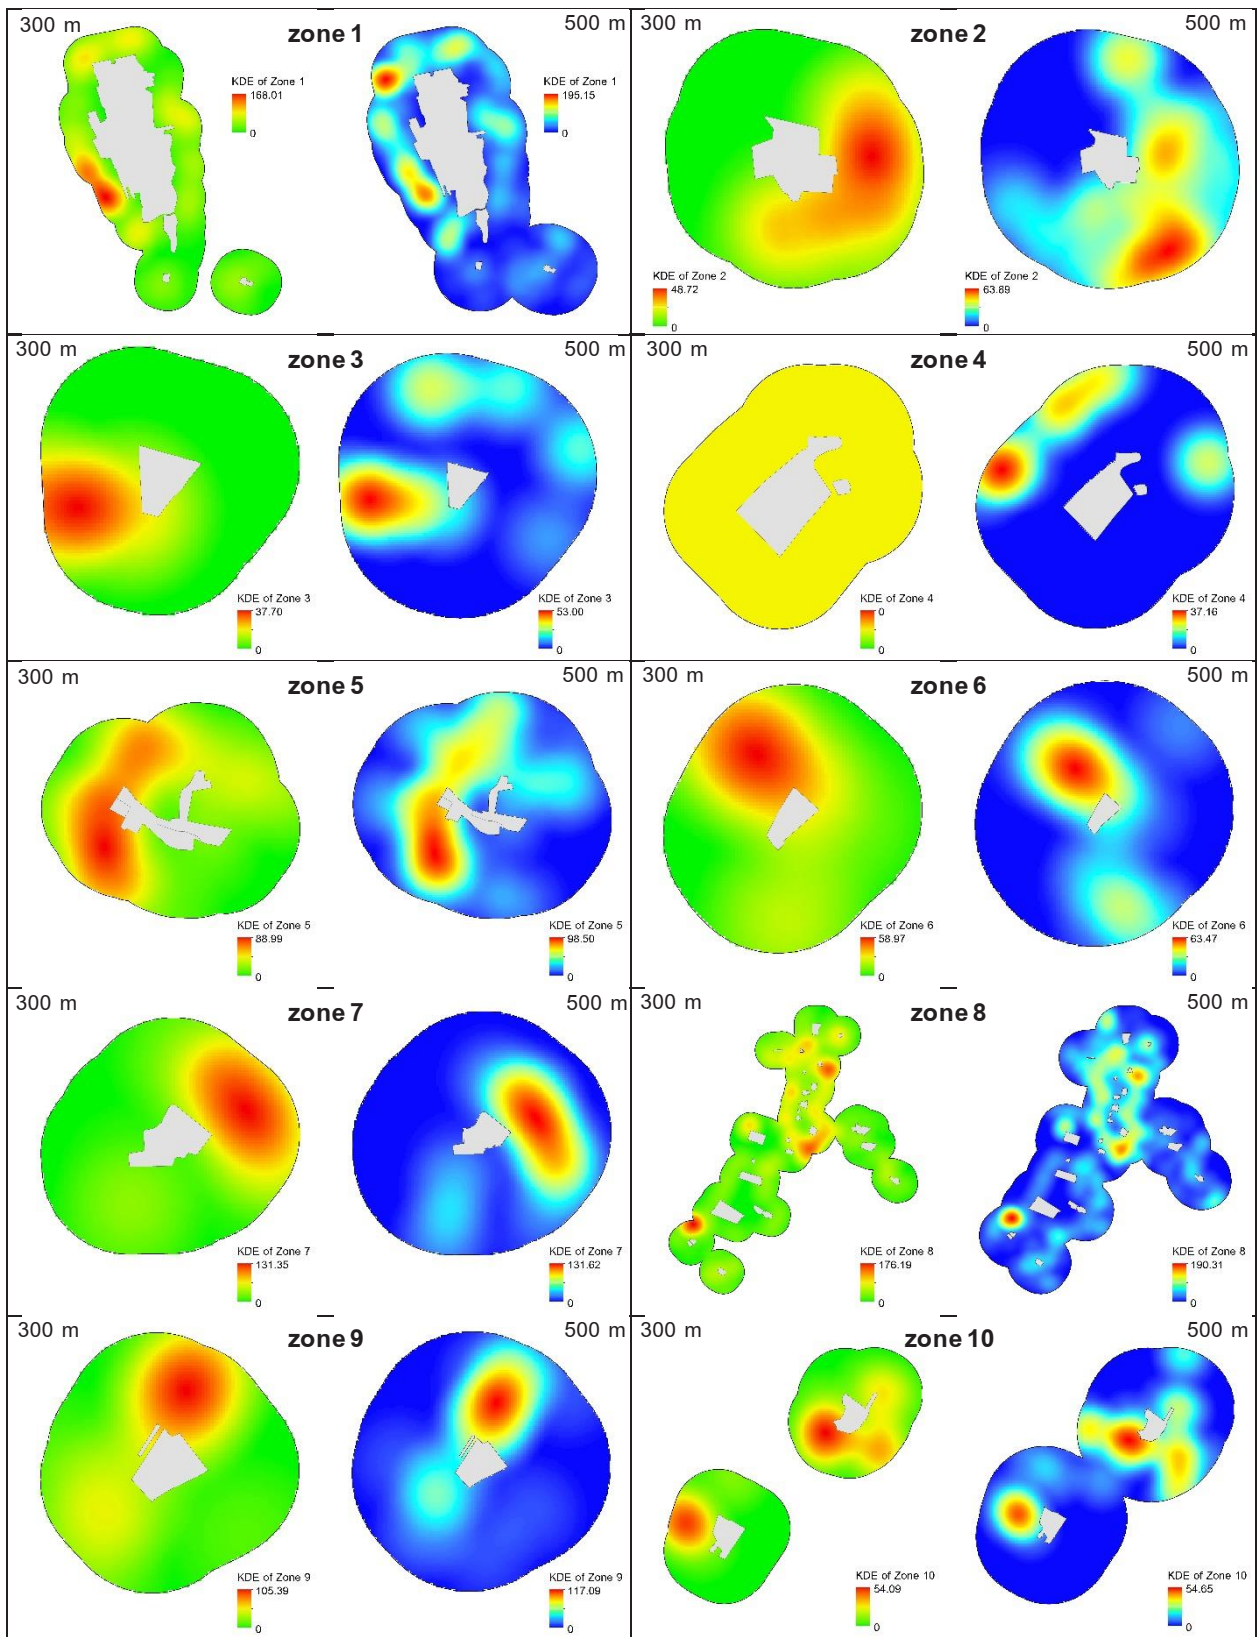 300 m
zone 1
500 m
KDE of Zone 1
168.01
0
KDE of Zone 1
195.15
0
300 m
zone 2
500 m
KDE of Zone 2
48.72
0
KDE of Zone 2
63.89
0
300 m
zone 3
500 m
KDE of Zone 3
37.70
0
KDE of Zone 3
53.00
0
300 m
zone 4
500 m
KDE of Zone 4
0
0
KDE of Zone 4
37.16
0
300 m
zone 5
500 m
KDE of Zone 5
88.99
0
KDE of Zone 5
98.50
0
300 m
zone 6
500 m
KDE of Zone 6
58.97
0
KDE of Zone 6
63.47
0
300 m
zone 7
500 m
KDE of Zone 7
131.35
0
KDE of Zone 7
131.62
0
300 m
zone 8
500 m
KDE of Zone 8
176.19
0
KDE of Zone 8
190.31
0
300 m
zone 9
500 m
KDE of Zone 9
105.39
0
KDE of Zone 9
117.09
0
300 m
zone 10
500 m
KDE of Zone 10
54.09
0
KDE of Zone 10
54.65
0